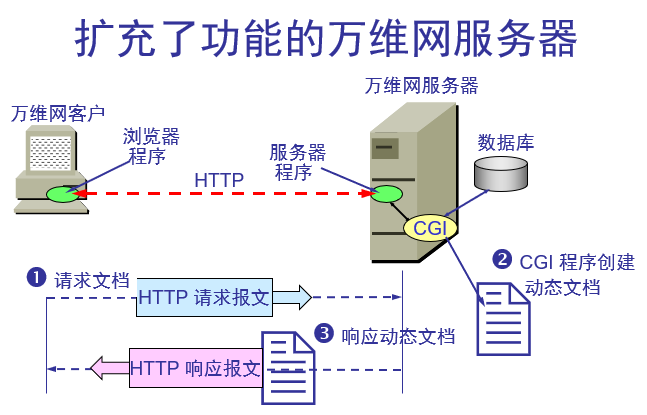 扩充了功能的万维网服务器
万维网服务器
万维网客户
浏览器
程序
服务器
程序
数据库
HTTP
CGI
❶ 请求文档
❷ CGI 程序创建
动态文档
HTTP 请求报文
❸ 响应动态文档
HTTP 响应报文